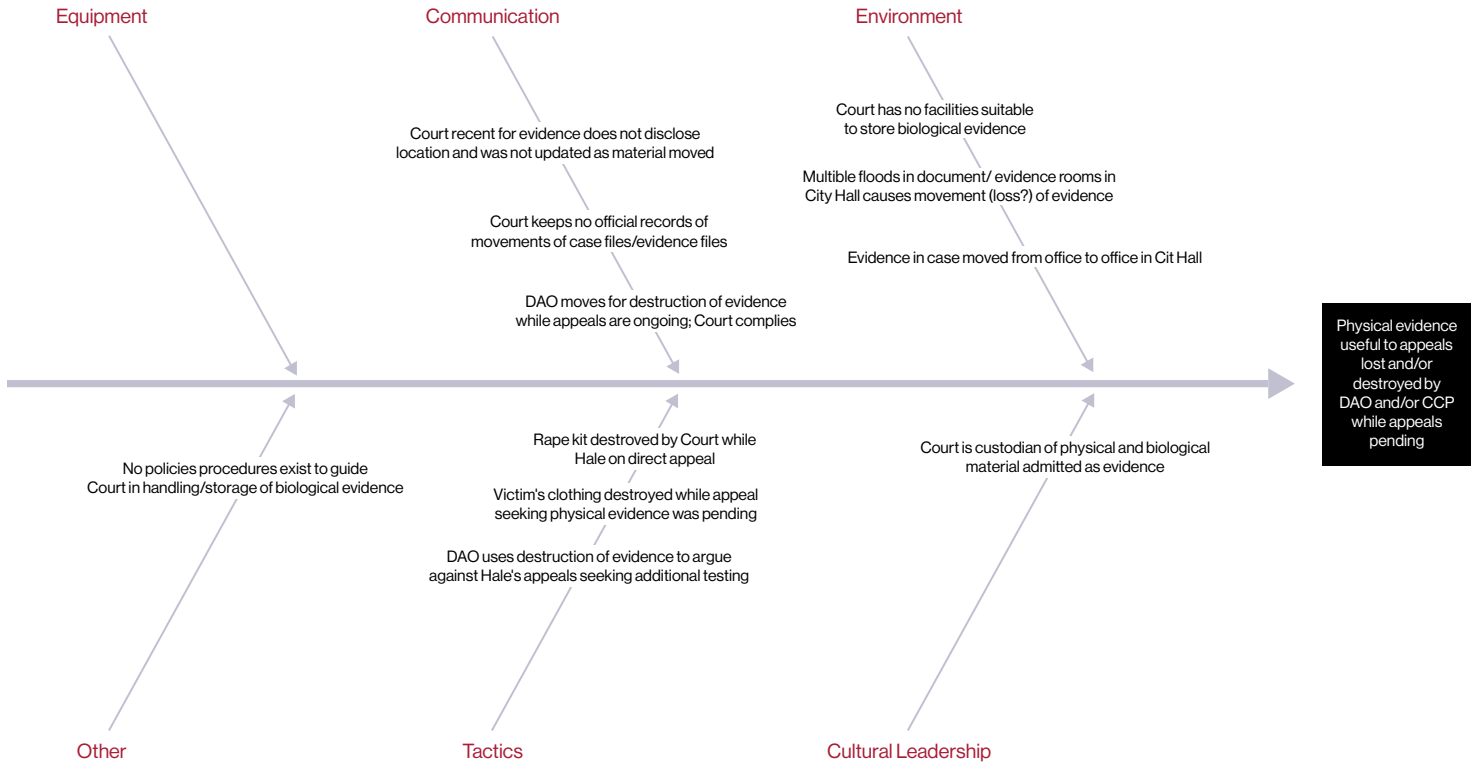 Equipment
Communication
Environment
Court recent for evidence does not disclose
location and was not updated as material moved
Court keeps no official records of
movements of case files/evidence files
DAO moves for destruction of evidence
while appeals are ongoing; Court complies
Court has no facilities suitable
to store biological evidence
Multiple floods in document/ evidence rooms in
City Hall causes movement (loss?) of evidence
Evidence in case moved from office to office in Cit Hall
Physical evidence
useful to appeals
lost and/or
destroyed by
DAO and/or CCP
while appeals
pending
No policies procedures exist to guide
Court in handling/storage of biological evidence
Rape kit destroyed by Court while
Hale on direct appeal
Victim's clothing destroyed while appeal
seeking physical evidence was pending
DAO uses destruction of evidence to argue
against Hale's appeals seeking additional testing
Court is custodian of physical and biological
material admitted as evidence
Other
Tactics
Cultural Leadership